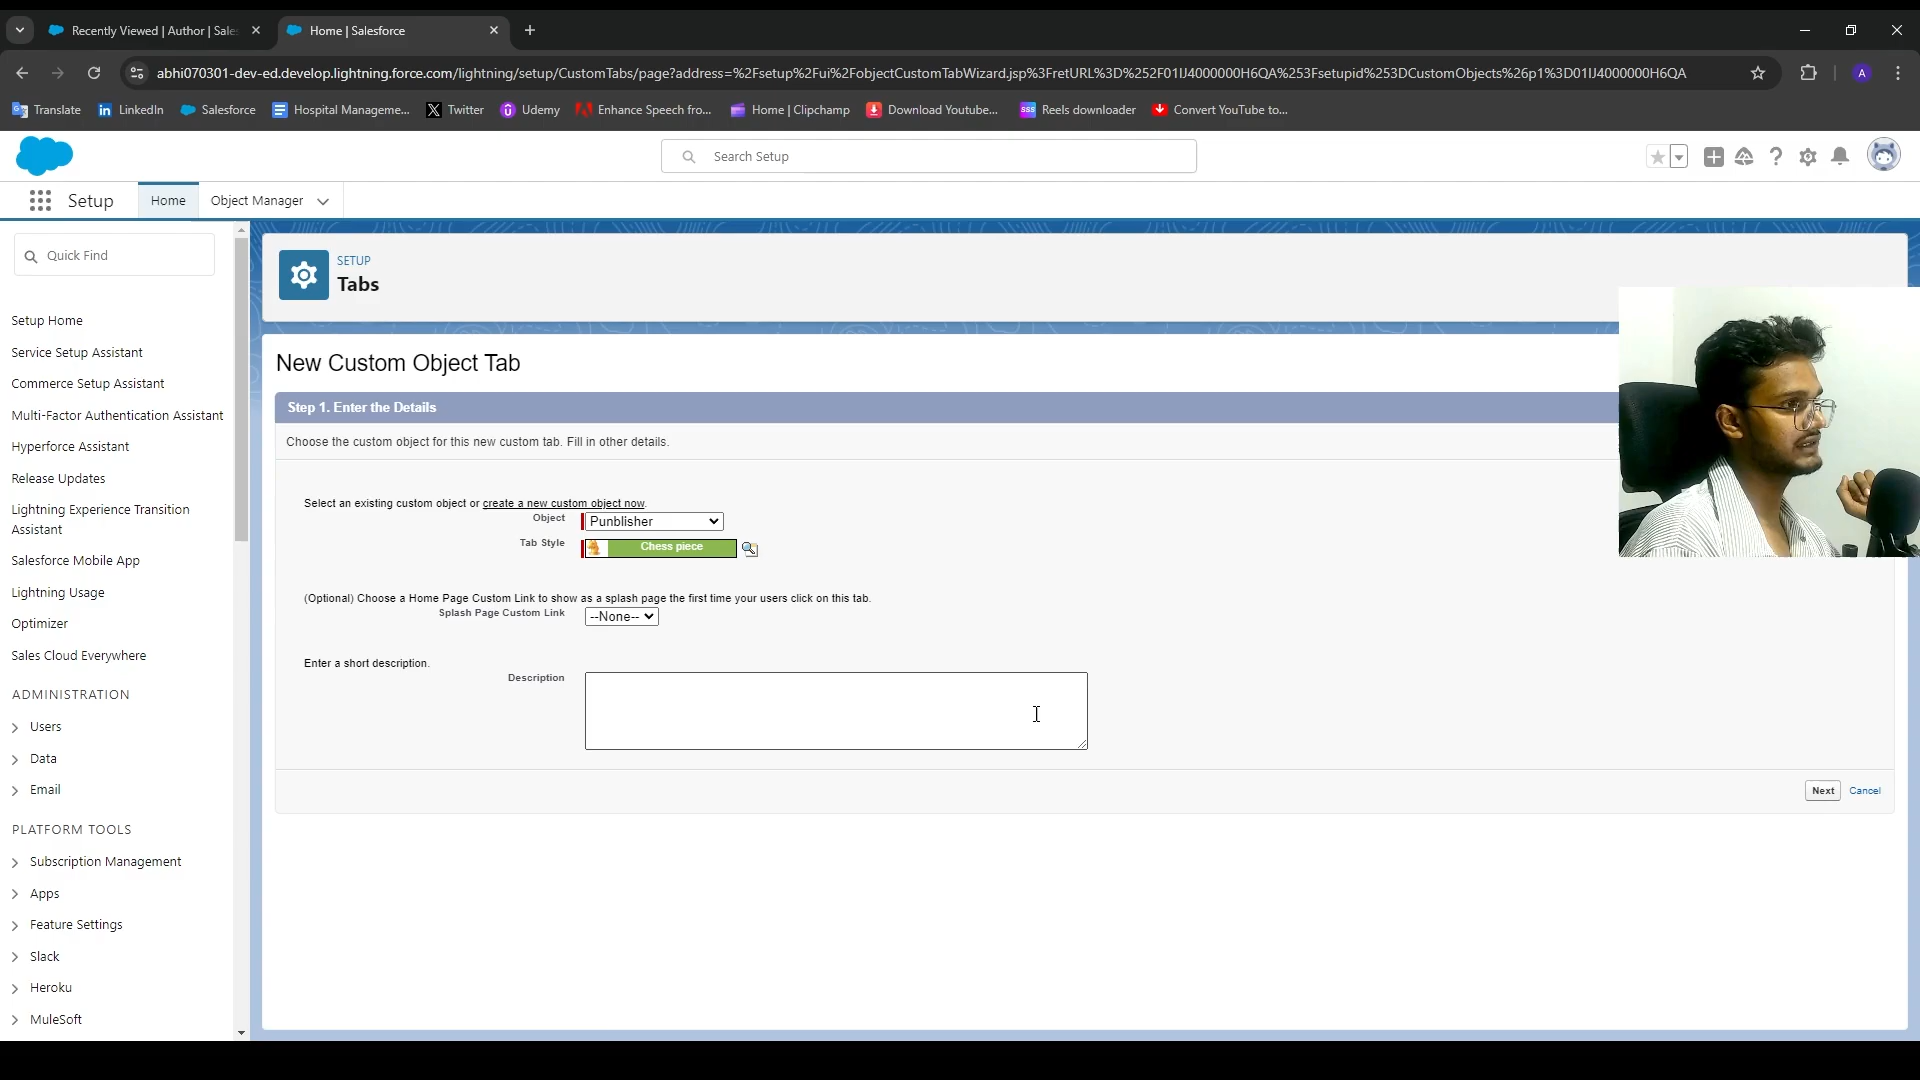 Recently Viewed | Author | Sales
Home | Salesforce
abhi070301-dev-ed.develop.lightning.force.com/lightning/setup/CustomTabs/page?address=%2Fsetup%2Fui%2FobjectCustomTabWizard.jsp%3FretURL%3D%252F01IJ4000000H6QA%253Fsetupid%253DCustomObjects%26p1%3D01IJ4000000H6QA
A
Translate
LinkedIn
Salesforce
Hospital Manageme...
Twitter
Udemy
Enhance Speech fro...
Home | Clipchamp
Download Youtube...
SSS
Reels downloader
Convert YouTube to...
Search Setup
Setup
Home
Object Manager
Quick Find
SETUP
Tabs
Setup Home
Service Setup Assistant
Commerce Setup Assistant
Multi-Factor Authentication Assistant
Hyperforce Assistant
Release Updates
Lightning Experience Transition
Assistant
Salesforce Mobile App
Lightning Usage
Optimizer
Sales Cloud Everywhere
ADMINISTRATION
Users
Data
Email
PLATFORM TOOLS
Subscription Management
Apps
Feature Settings
Slack
Heroku
MuleSoft
New Custom Object Tab
Step 1. Enter the Details
Choose the custom object for this new custom tab. Fill in other details.
Select an existing custom object or create a new custom object now.
Object
Punblisher
Tab Style
Chess piece
(Optional) Choose a Home Page Custom Link to show as a splash page the first time your users click on this tab.
Splash Page Custom Link
--None--
Enter a short description.
Description
Next
Cancel